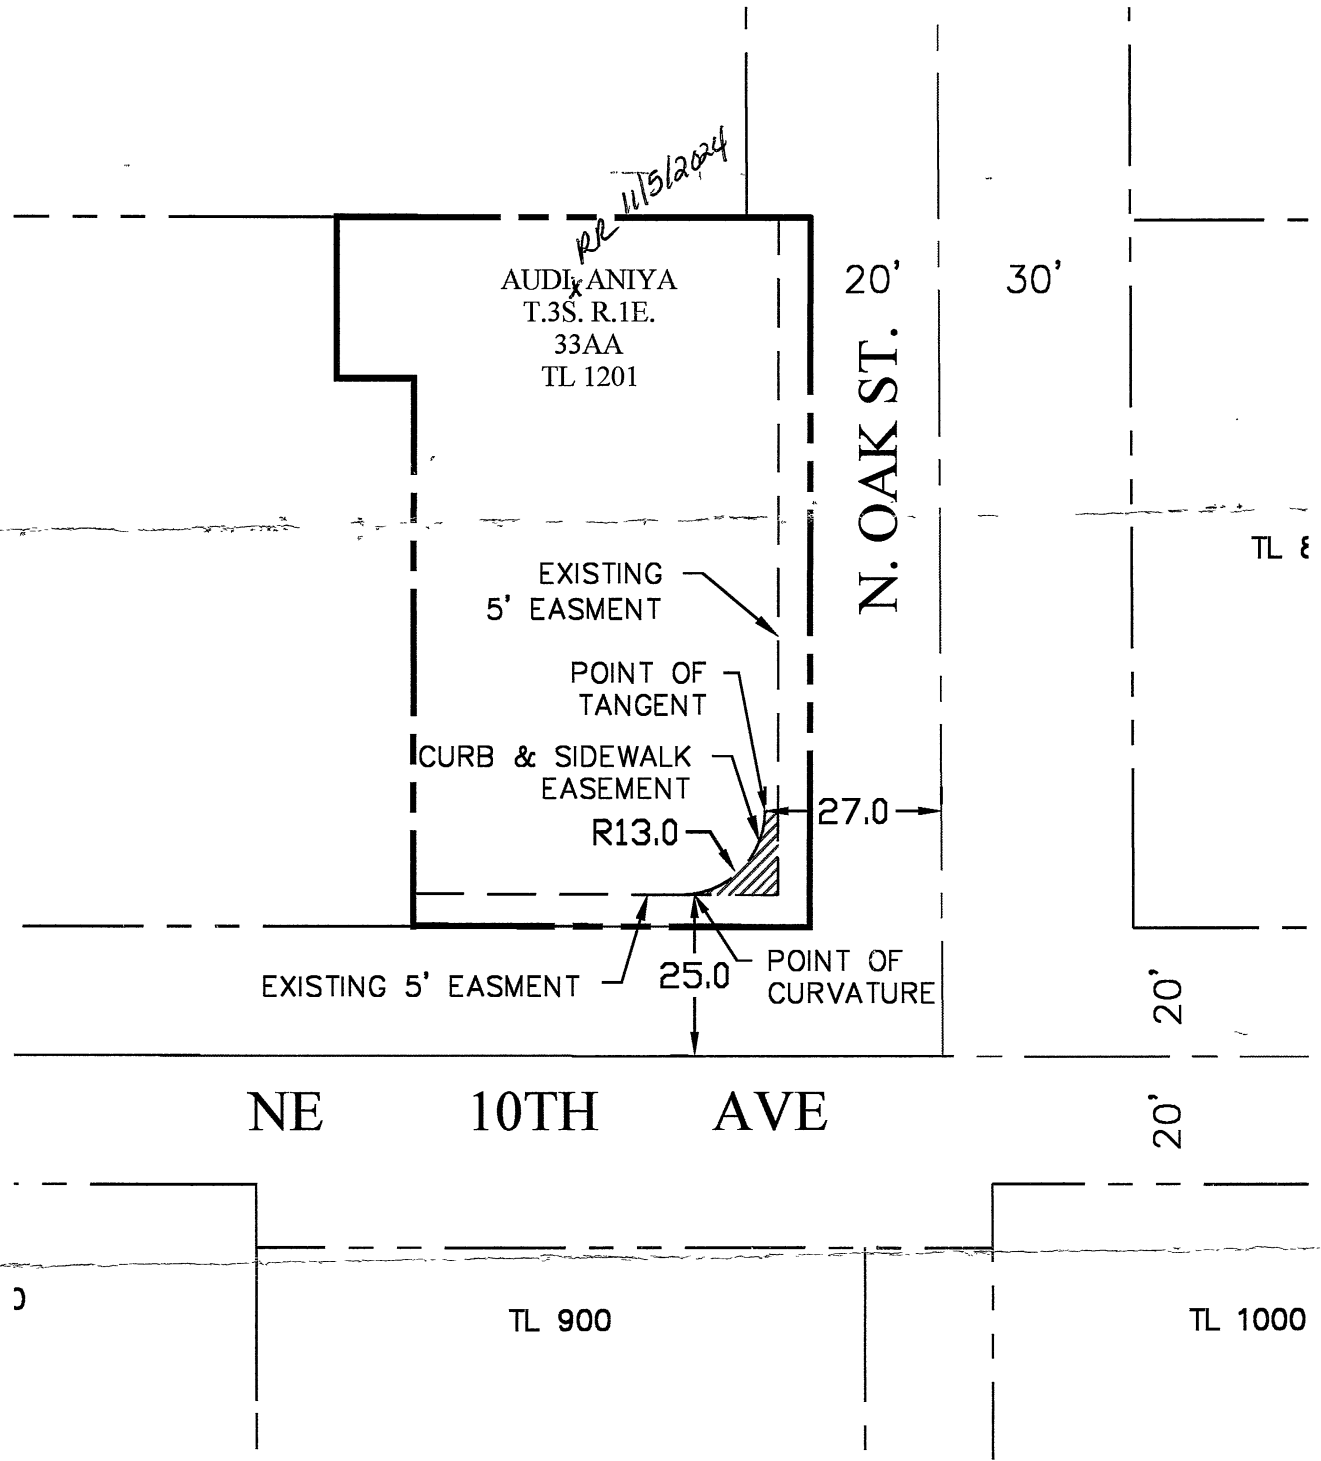 RR 11/5/2024
AUDI ANIYA
x
T.3S. R.1E.
33AA
TL 1201
20'
30'
N. OAK ST.
TL 8
EXISTING
5' EASMENT
POINT OF
TANGENT
CURB & SIDEWALK
EASEMENT
27.0
R13.0
EXISTING 5' EASMENT
25.0
POINT OF
CURVATURE
20'
NE 10TH AVE
20'
TL 900
TL 1000